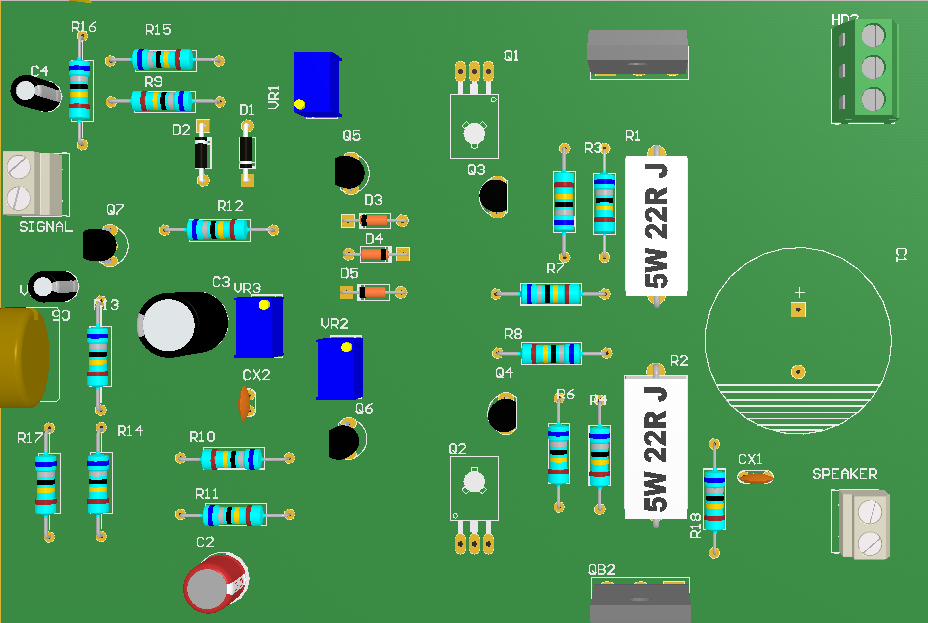 R16
R15
HD2
Q1
C4
R9
VR1
D1
D2
Q5
R1
R3
Q3
5W 22R J
D3
SIGNAL
Q7
R12
D4
C1
D5
R7
C3
VR3
+
C6
VR2
R8
R2
CX2
Q4
Q6
R6
R4
5W 22R J
R17
R14
R10
Q2
CX1
SPEAKER
R11
R18
C2
QB2